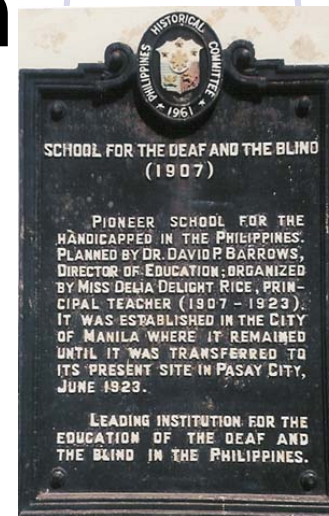 PHILIPPINES HISTORICAL COMMITTEE
★ 1961 ★
SCHOOL FOR THE DEAF AND THE BLIND
(1907)
PIONEER SCHOOL FOR THE
HANDICAPPED IN THE PHILIPPINES.
PLANNED BY DR. DAVID P. BARROWS,
DIRECTOR OF EDUCATION; ORGANIZED
BY MISS DELIA DELIGHT RICE, PRIN-
CIPAL TEACHER (1907 – 1923).
IT WAS ESTABLISHED IN THE CITY
OF MANILA WHERE IT REMAINED
UNTIL IT WAS TRANSFERRED TO
ITS PRESENT SITE IN PASAY CITY,
JUNE 1923.
LEADING INSTITUTION FOR THE
EDUCATION OF THE DEAF AND
THE BLIND IN THE PHILIPPINES.